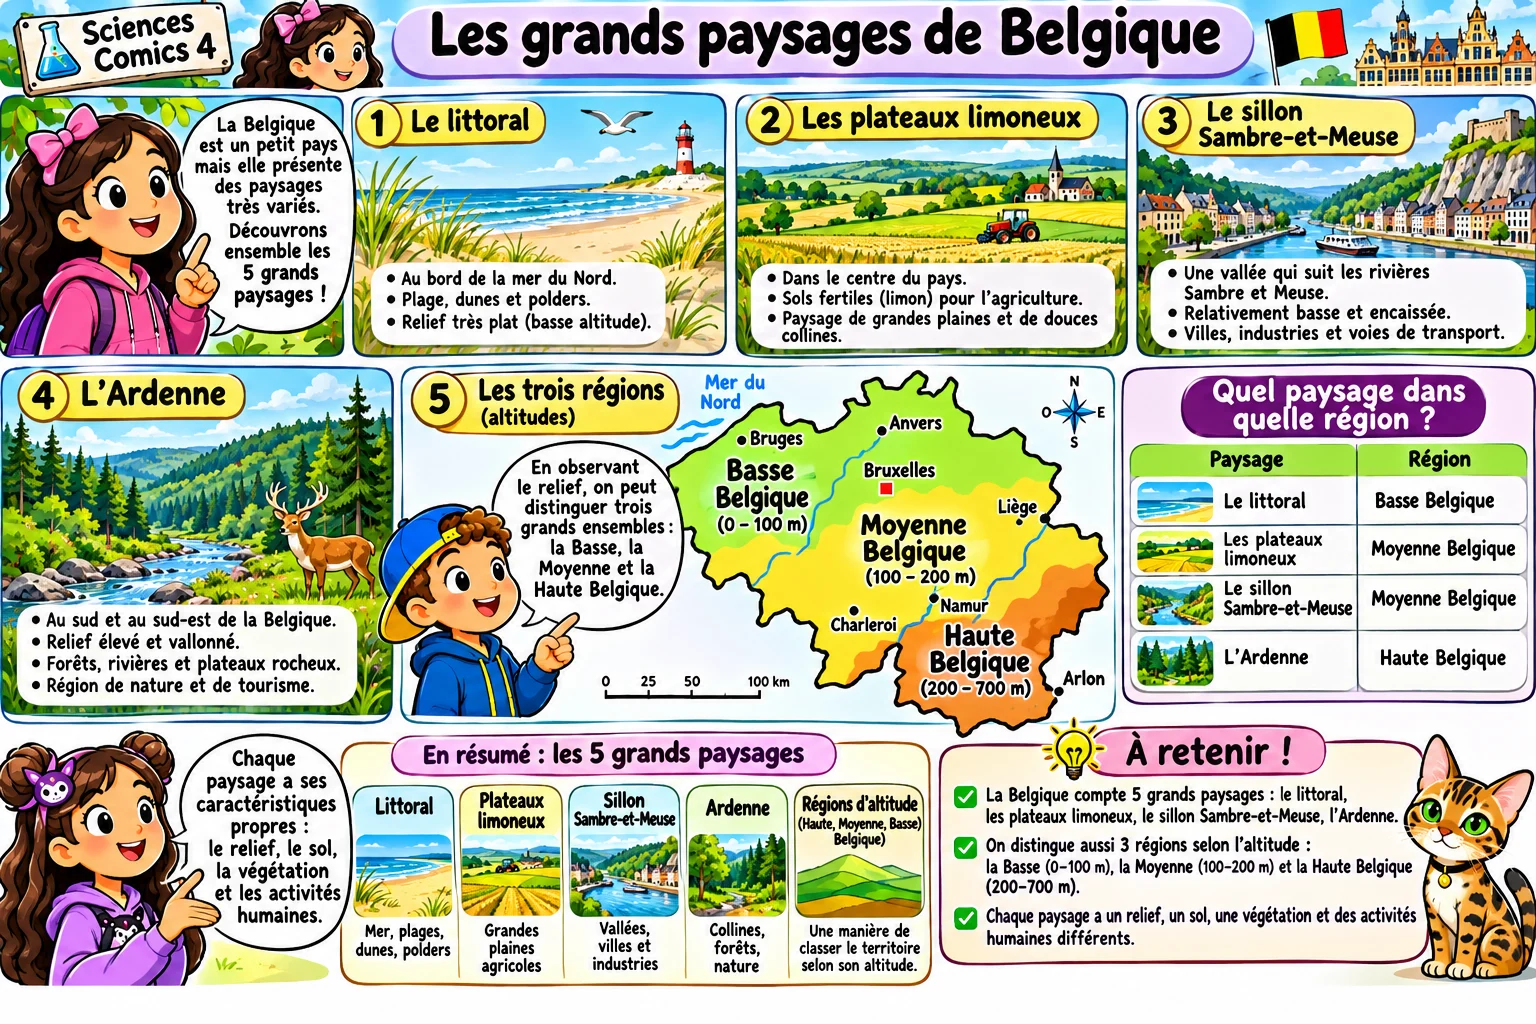 Sciences
Comics 4
Les grands paysages de Belgique
La Belgique
est un petit pays
mais elle présente
des paysages
très variés.
Découvrons
ensemble les
5 grands
paysages !
1 Le littoral
• Au bord de la mer du Nord.
• Plage, dunes et polders.
• Relief très plat (basse altitude).
2 Les plateaux limoneux
• Dans le centre du pays.
• Sols fertiles (limon) pour l'agriculture.
• Paysage de grandes plaines et de douces
collines.
3 Le sillon
Sambre-et-Meuse
• Une vallée qui suit les rivières
Sambre et Meuse.
• Relativement basse et encaissée.
• Villes, industries et voies de transport.
4 L'Ardenne
• Au sud et au sud-est de la Belgique.
• Relief élevé et vallonné.
• Forêts, rivières et plateaux rocheux.
• Région de nature et de tourisme.
5 Les trois régions
(altitudes)
En observant
le relief, on peut
distinguer trois
grands ensembles :
la Basse, la
Moyenne et la
Haute Belgique.
Mer du
Nord
N
O E
S
Bruges
Anvers
Basse
Belgique
(0 – 100 m)
Bruxelles
Liège
Moyenne
Belgique
(100 – 200 m)
Namur
Charleroi
Haute
Belgique
(200 – 700 m)
Arlon
0 25 50 100 km
Quel paysage dans
quelle région ?
Paysage Région
Le littoral Basse Belgique
Les plateaux
limoneux Moyenne Belgique
Le sillon
Sambre-et-Meuse Moyenne Belgique
L'Ardenne Haute Belgique
Chaque
paysage a ses
caractéristiques
propres :
le relief, le sol,
la végétation
et les activités
humaines.
En résumé : les 5 grands paysages
Littoral
Mer, plages,
dunes, polders
Plateaux
limoneux
Grandes
plaines
agricoles
Sillon
Sambre-et-Meuse
Vallées,
villes et
industries
Ardenne
Collines,
forêts,
nature
Régions d'altitude
(Haute, Moyenne, Basse)
Belgique)
Une manière de
classer le territoire
selon son altitude.
À retenir !
La Belgique compte 5 grands paysages : le littoral,
les plateaux limoneux, le sillon Sambre-et-Meuse, l'Ardenne.
On distingue aussi 3 régions selon l'altitude :
la Basse (0–100 m), la Moyenne (100–200 m) et la Haute Belgique
(200–700 m).
Chaque paysage a un relief, un sol, une végétation et des activités
humaines différents.